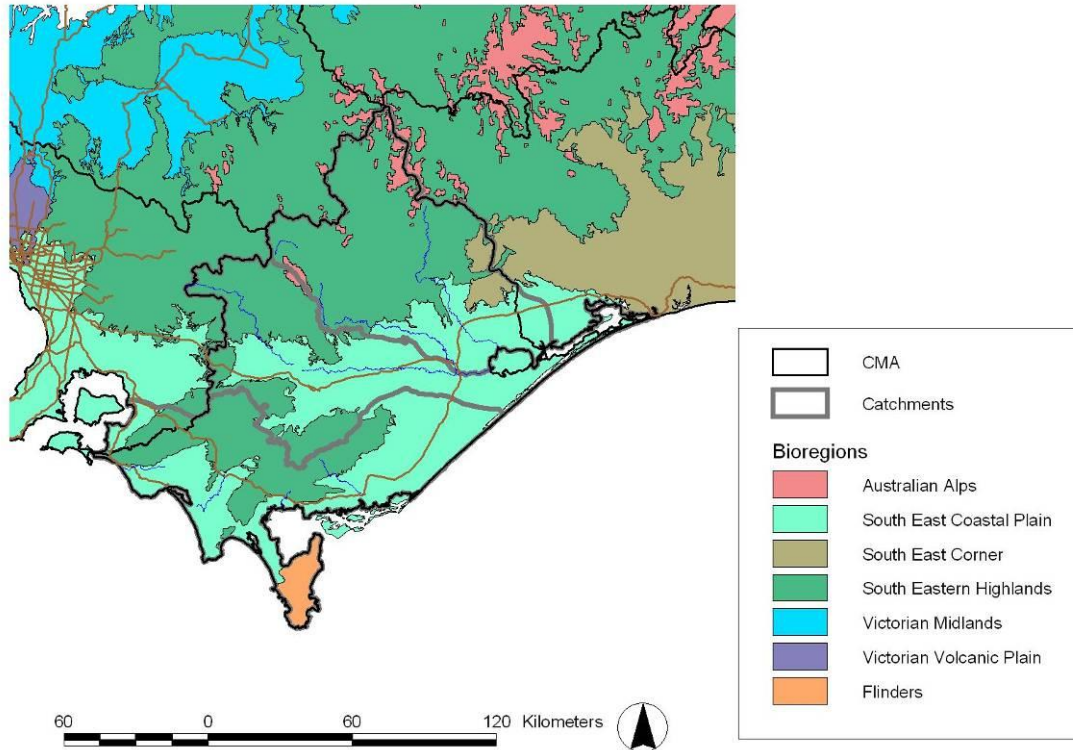 CMA
Catchments
Bioregions
Australian Alps
South East Coastal Plain
South East Corner
South Eastern Highlands
Victorian Midlands
Victorian Volcanic Plain
Flinders
60 0 60 120 Kilometers